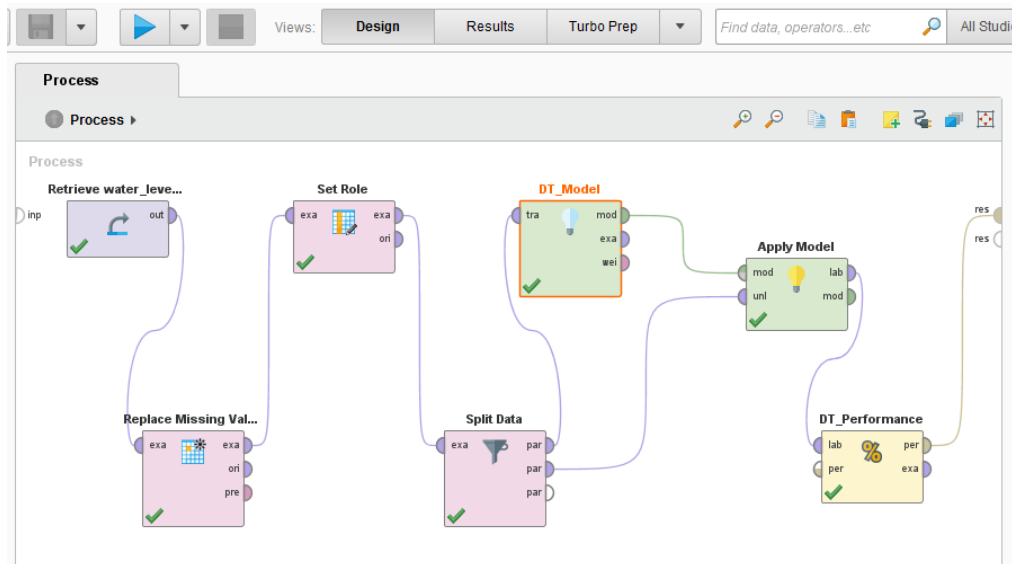 Views:
Design
Results
Turbo Prep
Find data, operators...etc
All Studi
Process
Process
Process
Retrieve water_leve...
inp
out
Set Role
exa
exa
ori
DT_Model
tra
mod
exa
wei
res
res
Apply Model
mod
lab
unl
mod
Replace Missing Val...
exa
exa
ori
pre
Split Data
exa
par
par
par
DT_Performance
lab
per
per
exa